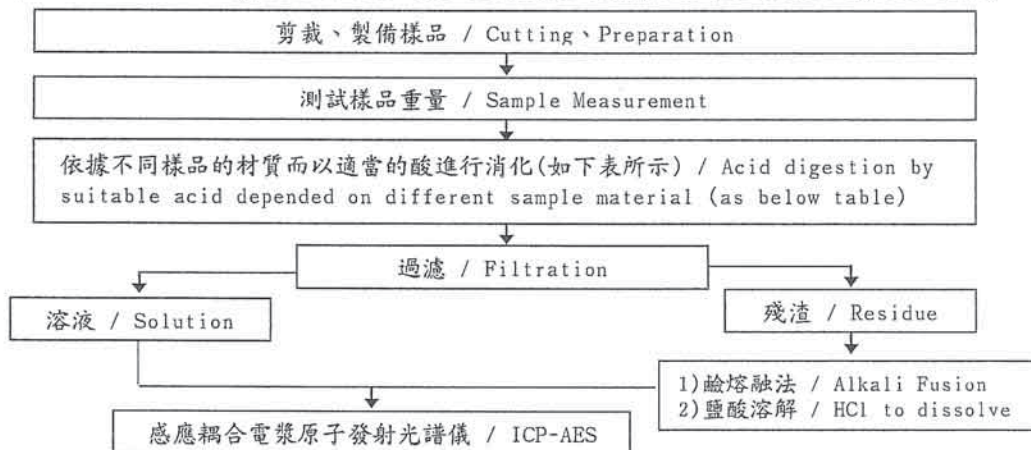 剪裁、製備樣品 / Cutting、Preparation
測試樣品重量 / Sample Measurement
依據不同樣品的材質而以適當的酸進行消化(如下表所示) / Acid digestion by
suitable acid depended on different sample material (as below table)
過濾 / Filtration
溶液 / Solution
殘渣 / Residue
1)鹼熔融法 / Alkali Fusion
2)鹽酸溶解 / HCl to dissolve
感應耦合電漿原子發射光譜儀 / ICP-AES